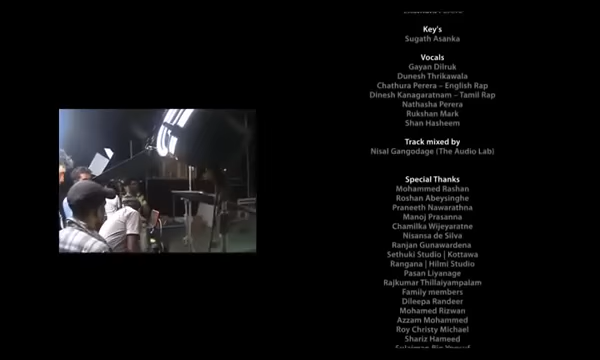 Key's
Sugath Asanka
Vocals
Gayan Dilruk
Dunesh Thrikawala
Chathura Perera – English Rap
Dinesh Kanagaratnam – Tamil Rap
Nathasha Perera
Rukshan Mark
Shan Hasheem
Track mixed by
Nisal Gangodage (The Audio Lab)
Special Thanks
Mohammed Rashan
Roshan Abeysinghe
Praneeth Nawarathna
Manoj Prasanna
Chamilka Wijeyaratne
Nisansa de Silva
Ranjan Gunawardena
Sethuki Studio | Kottawa
Rangana | Hilmi Studio
Pasan Liyanage
Rajkumar Thillaiyampalam
Family members
Dileepa Randeer
Mohamed Rizwan
Azzam Mohammed
Roy Christy Michael
Shariz Hameed